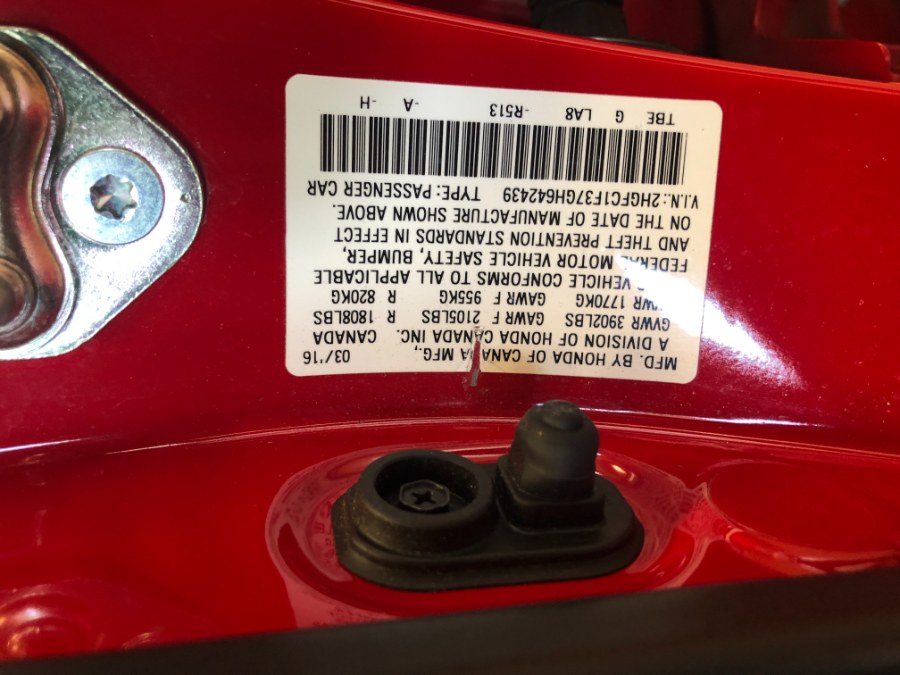 MFD. BY HONDA OF CANADA MFG., 03/'16
A DIVISION OF HONDA CANADA INC. CANADA
GVWR 3902LBS GAWR F 2105LBS R 1808LBS
GVWR 1770KG GAWR F 955KG R 820KG
VEHICLE CONFORMS TO ALL APPLICABLE
FEDERAL MOTOR VEHICLE SAFETY, BUMPER,
AND THEFT PREVENTION STANDARDS IN EFFECT
ON THE DATE OF MANUFACTURE SHOWN ABOVE.
V.I.N.: 2HGFC1F37GH642439 TYPE: PASSENGER CAR
TBE G LA8 -R513 -A -H